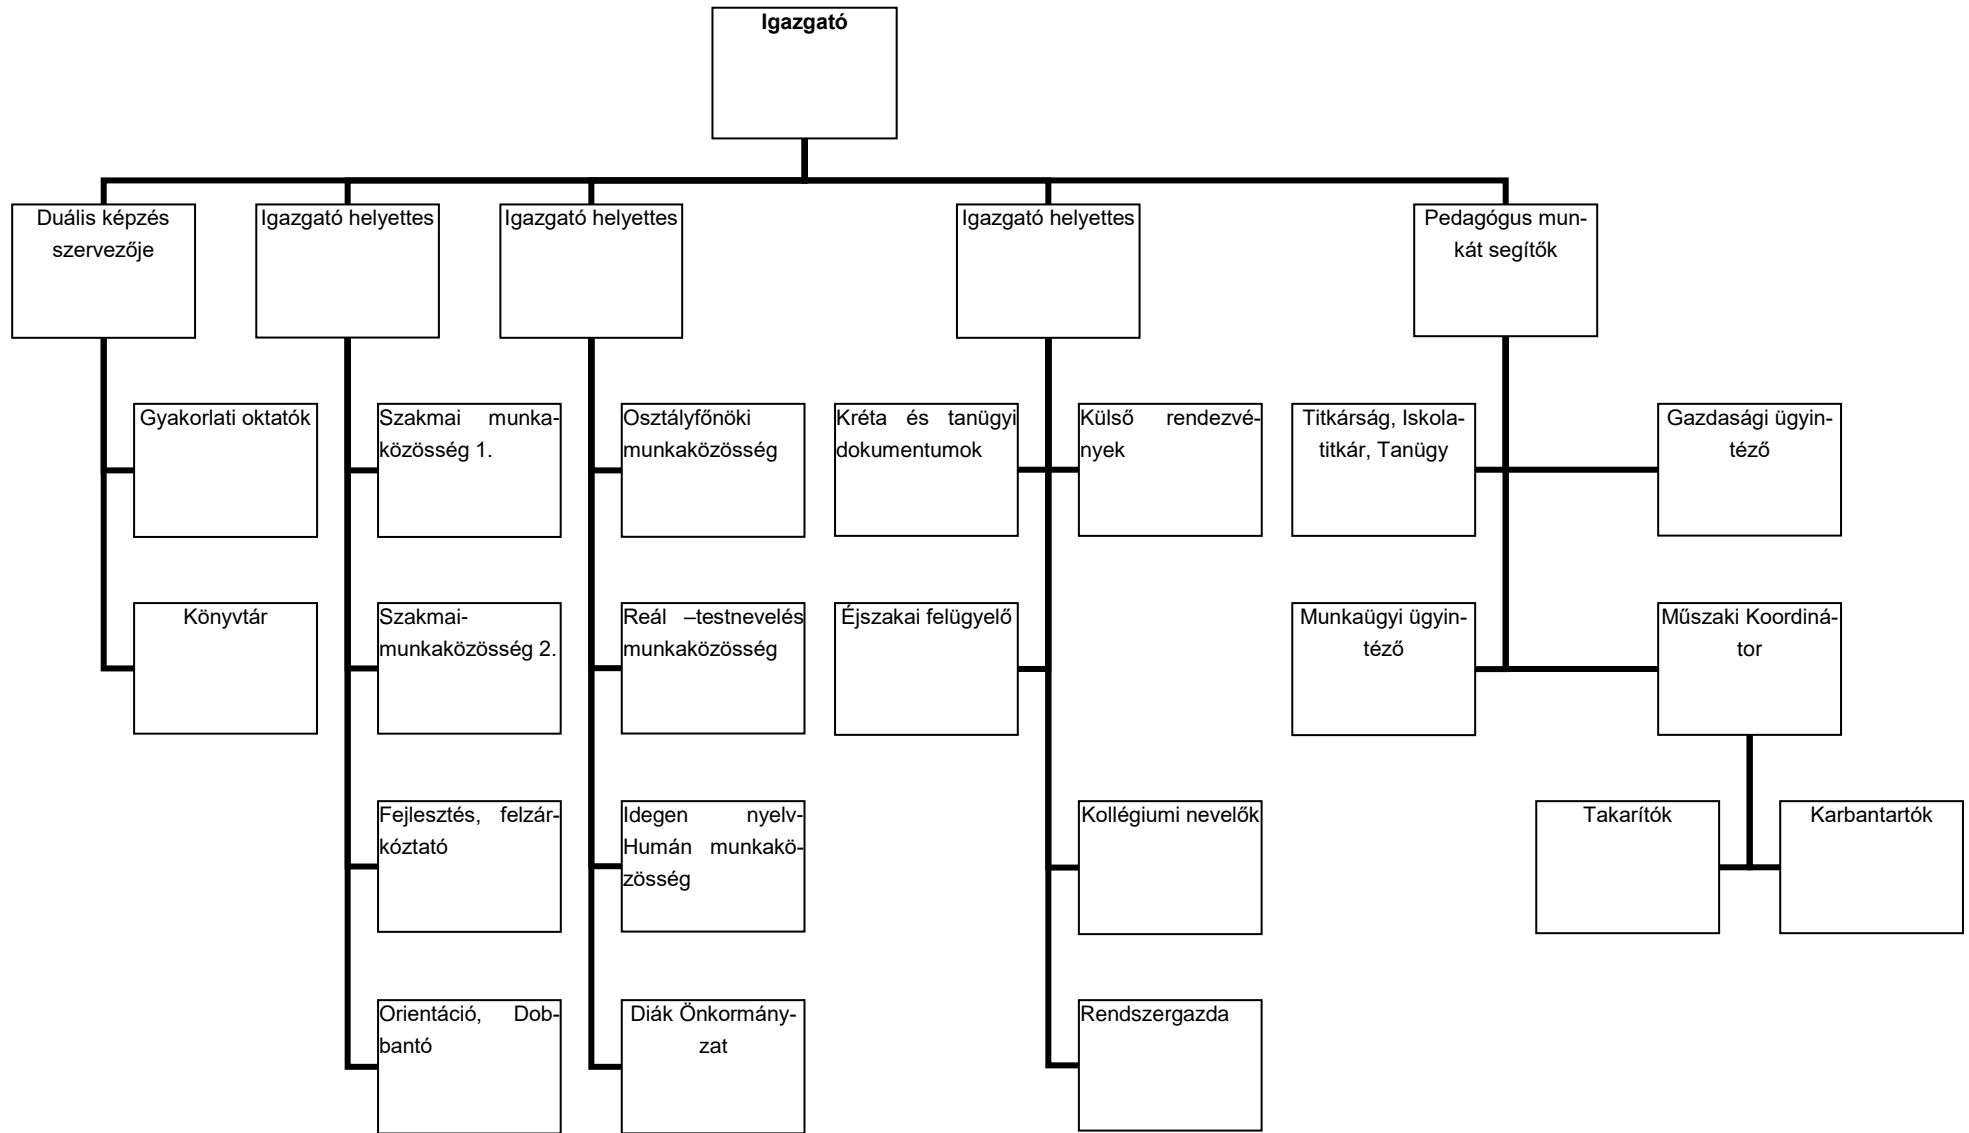 Igazgató
Duális képzés
szervezője
Igazgató helyettes
Igazgató helyettes
Igazgató helyettes
Pedagógus mun-
kát segítők
Gyakorlati oktatók
Szakmai munka-
közösség 1.
Osztályfőnöki
munkaközösség
Kréta és tanügyi
dokumentumok
Külső rendezvé-
nyek
Titkárság, Iskola-
titkár, Tanügy
Gazdasági ügyin-
téző
Könyvtár
Szakmai-
munkaközösség 2.
Reál –testnevelés
munkaközösség
Éjszakai felügyelő
Munkaügyi ügyin-
téző
Műszaki Koordiná-
tor
Fejlesztés, felzár-
kóztató
Idegen nyelv-
Humán munkakö-
zösség
Kollégiumi nevelők
Takarítók
Karbantartók
Orientáció, Dob-
bantó
Diák Önkormány-
zat
Rendszergazda